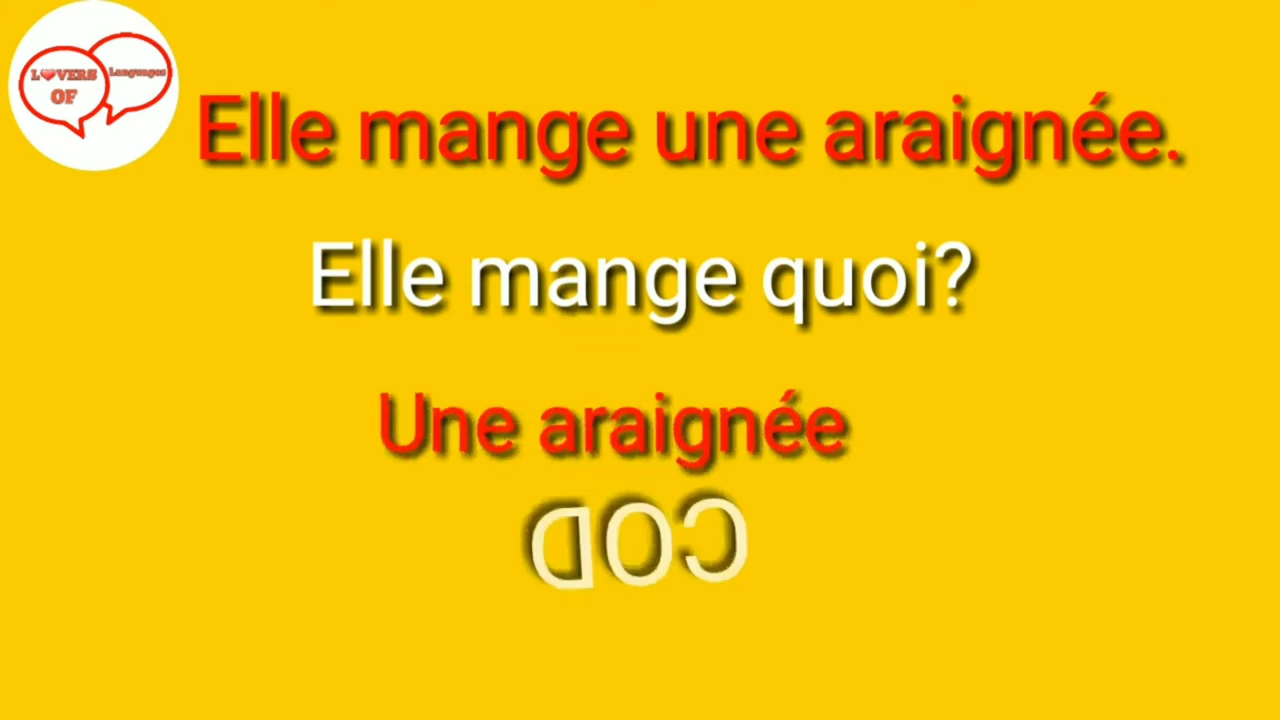 LOVERS
OF
Languages
Elle mange une araignée.
Elle mange quoi?
Une araignée
COD